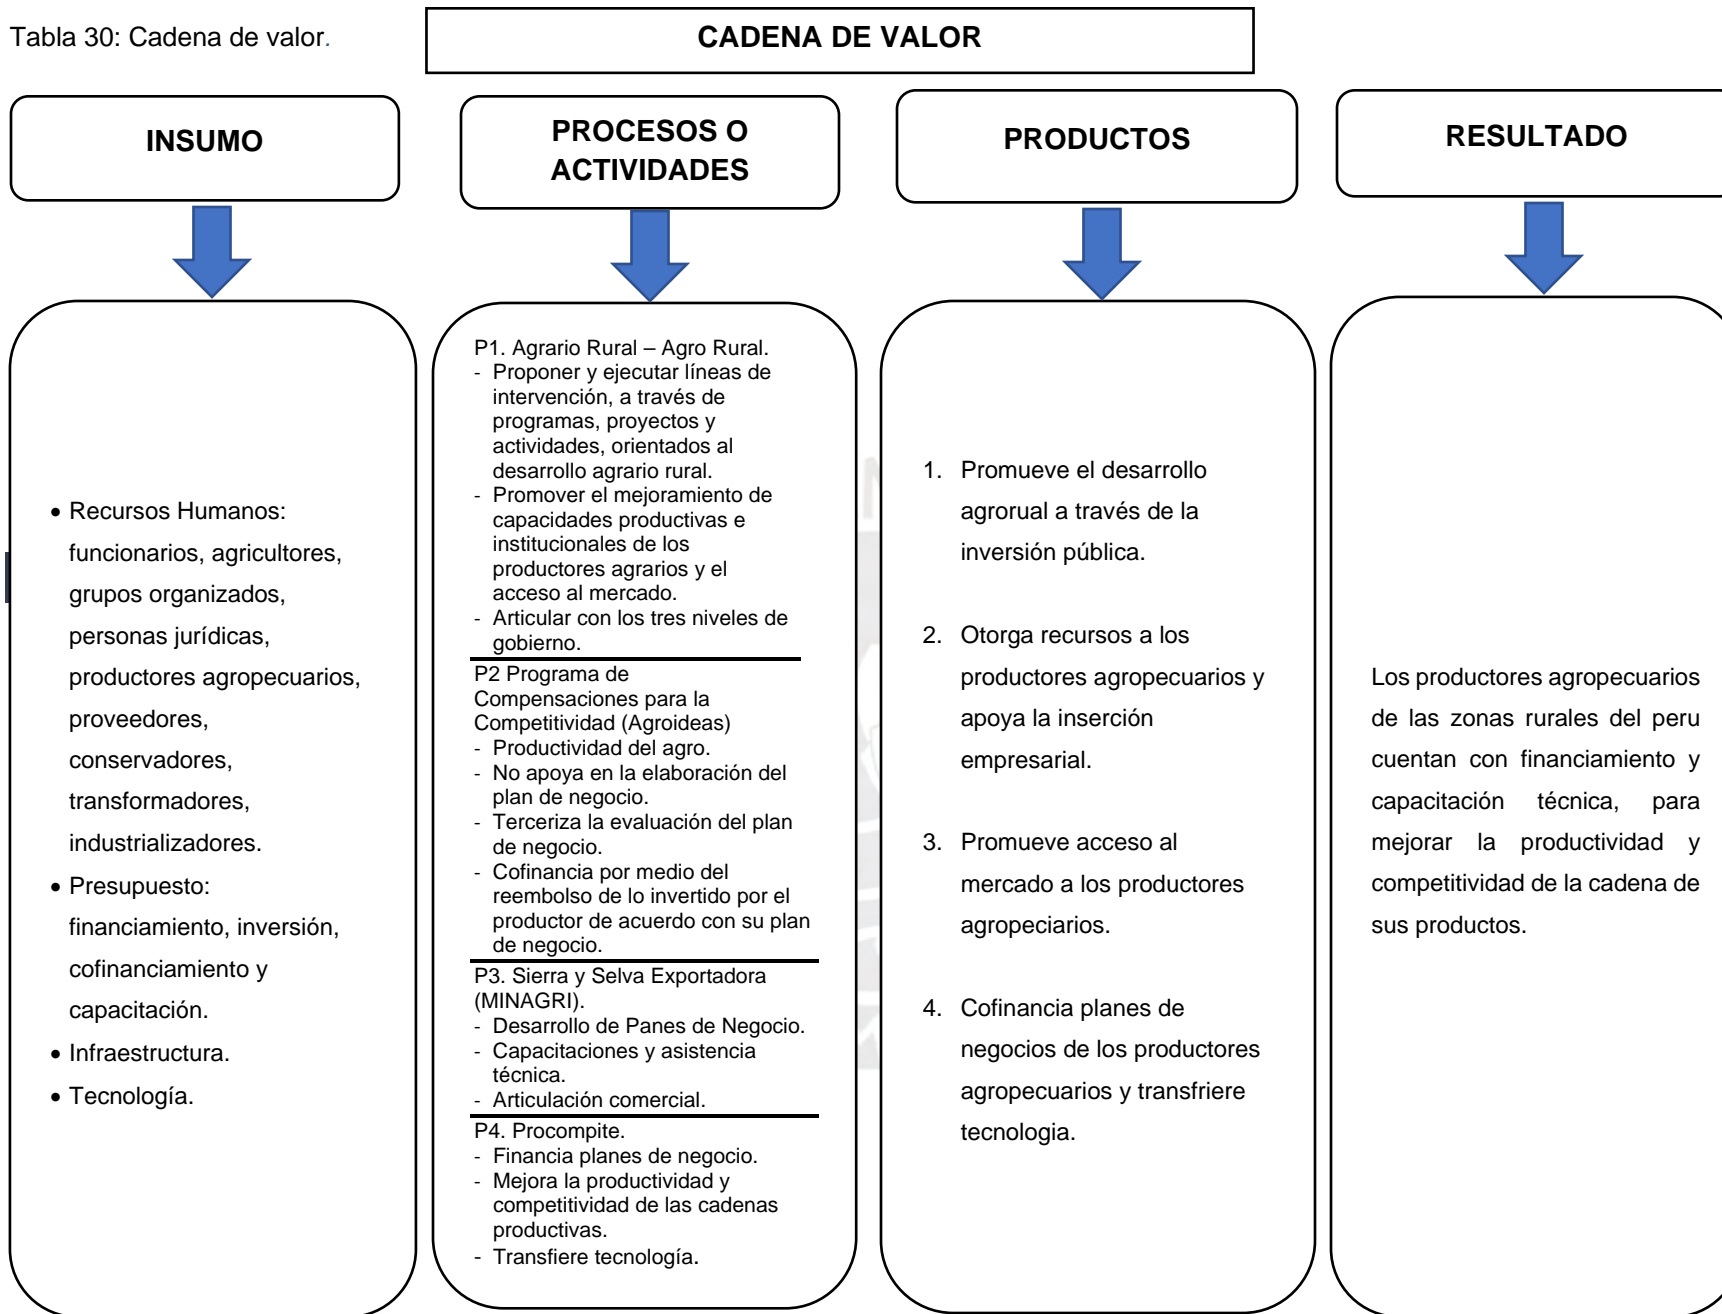 Tabla 30: Cadena de valor.
CADENA DE VALOR
INSUMO
PROCESOS O
ACTIVIDADES
PRODUCTOS
RESULTADO
• Recursos Humanos:
funcionarios, agricultores,
grupos organizados,
personas jurídicas,
productores agropecuarios,
proveedores,
conservadores,
transformadores,
industrializadores.
• Presupuesto:
financiamiento, inversión,
cofinanciamiento y
capacitación.
• Infraestructura.
• Tecnología.
P1. Agrario Rural – Agro Rural.
- Proponer y ejecutar líneas de
intervención, a través de
programas, proyectos y
actividades, orientados al
desarrollo agrario rural.
- Promover el mejoramiento de
capacidades productivas e
institucionales de los
productores agrarios y el
acceso al mercado.
- Articular con los tres niveles de
gobierno.
P2 Programa de
Compensaciones para la
Competitividad (Agroideas)
- Productividad del agro.
- No apoya en la elaboración del
plan de negocio.
- Terceriza la evaluación del plan
de negocio.
- Cofinancia por medio del
reembolso de lo invertido por el
productor de acuerdo con su plan
de negocio.
P3. Sierra y Selva Exportadora
(MINAGRI).
- Desarrollo de Panes de Negocio.
- Capacitaciones y asistencia
técnica.
- Articulación comercial.
P4. Procompite.
- Financia planes de negocio.
- Mejora la productividad y
competitividad de las cadenas
productivas.
- Transfiere tecnología.
1. Promueve el desarrollo
agrorual a través de la
inversión pública.
2. Otorga recursos a los
productores agropecuarios y
apoya la inserción
empresarial.
3. Promueve acceso al
mercado a los productores
agropeciarios.
4. Cofinancia planes de
negocios de los productores
agropecuarios y transfriere
tecnologia.
Los productores agropecuarios
de las zonas rurales del peru
cuentan con financiamiento y
capacitación técnica, para
mejorar la productividad y
competitividad de la cadena de
sus productos.